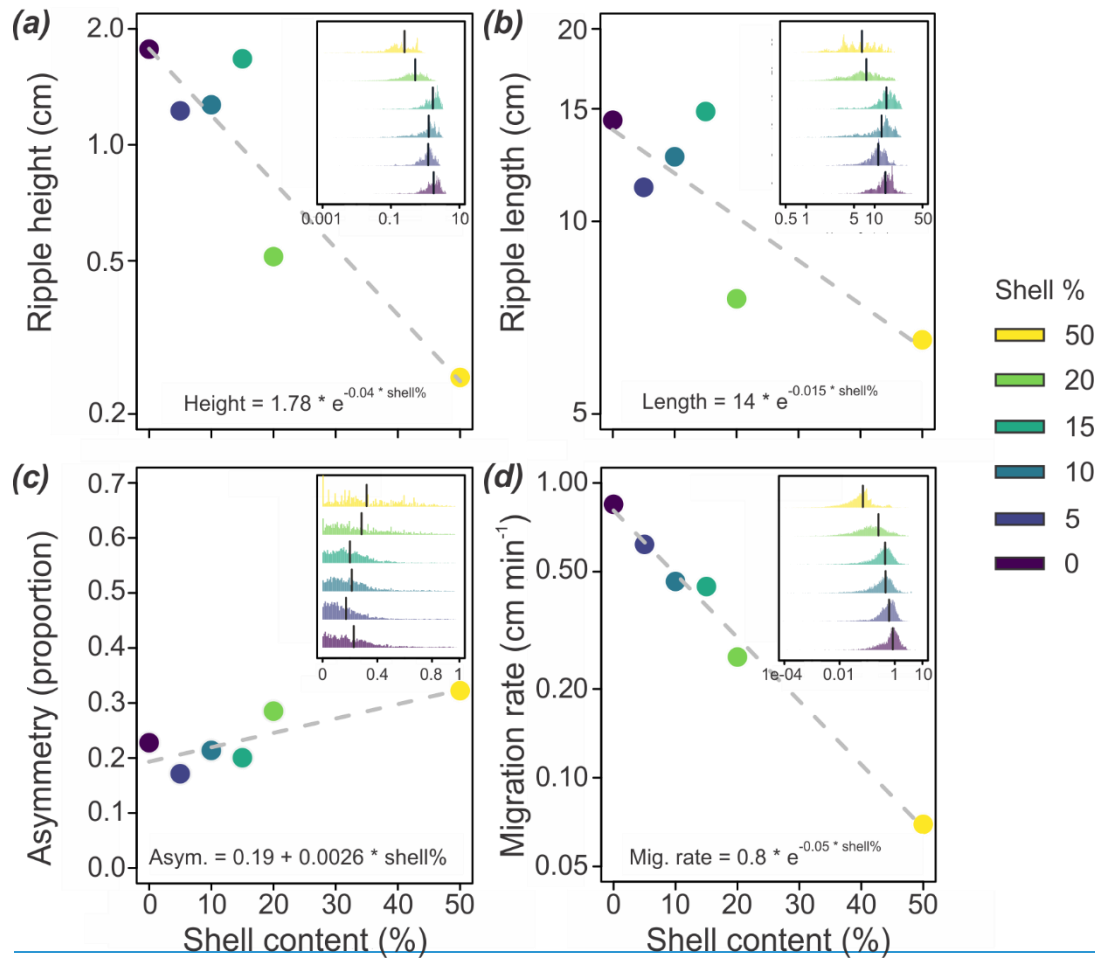 (a)
Ripple height (cm)
2.0
1.0
0.5
0.2
0.001 0.1 10
Height = 1.78 * e^-0.04 * shell%
(b)
Ripple length (cm)
20
15
10
5
0.5 1 5 10 50
Length = 14 * e^-0.015 * shell%
Shell %
50
20
15
10
5
0
(c)
Asymmetry (proportion)
0.7
0.6
0.5
0.4
0.3
0.2
0.1
0.0
0 0.4 0.8 1
Asym. = 0.19 + 0.0026 * shell%
0 10 20 30 40 50
Shell content (%)
(d)
Migration rate (cm min^-1)
1.00
0.50
0.20
0.10
0.05
1e-04 0.01 1 10
Mig. rate = 0.8 * e^-0.05 * shell%
0 10 20 30 40 50
Shell content (%)